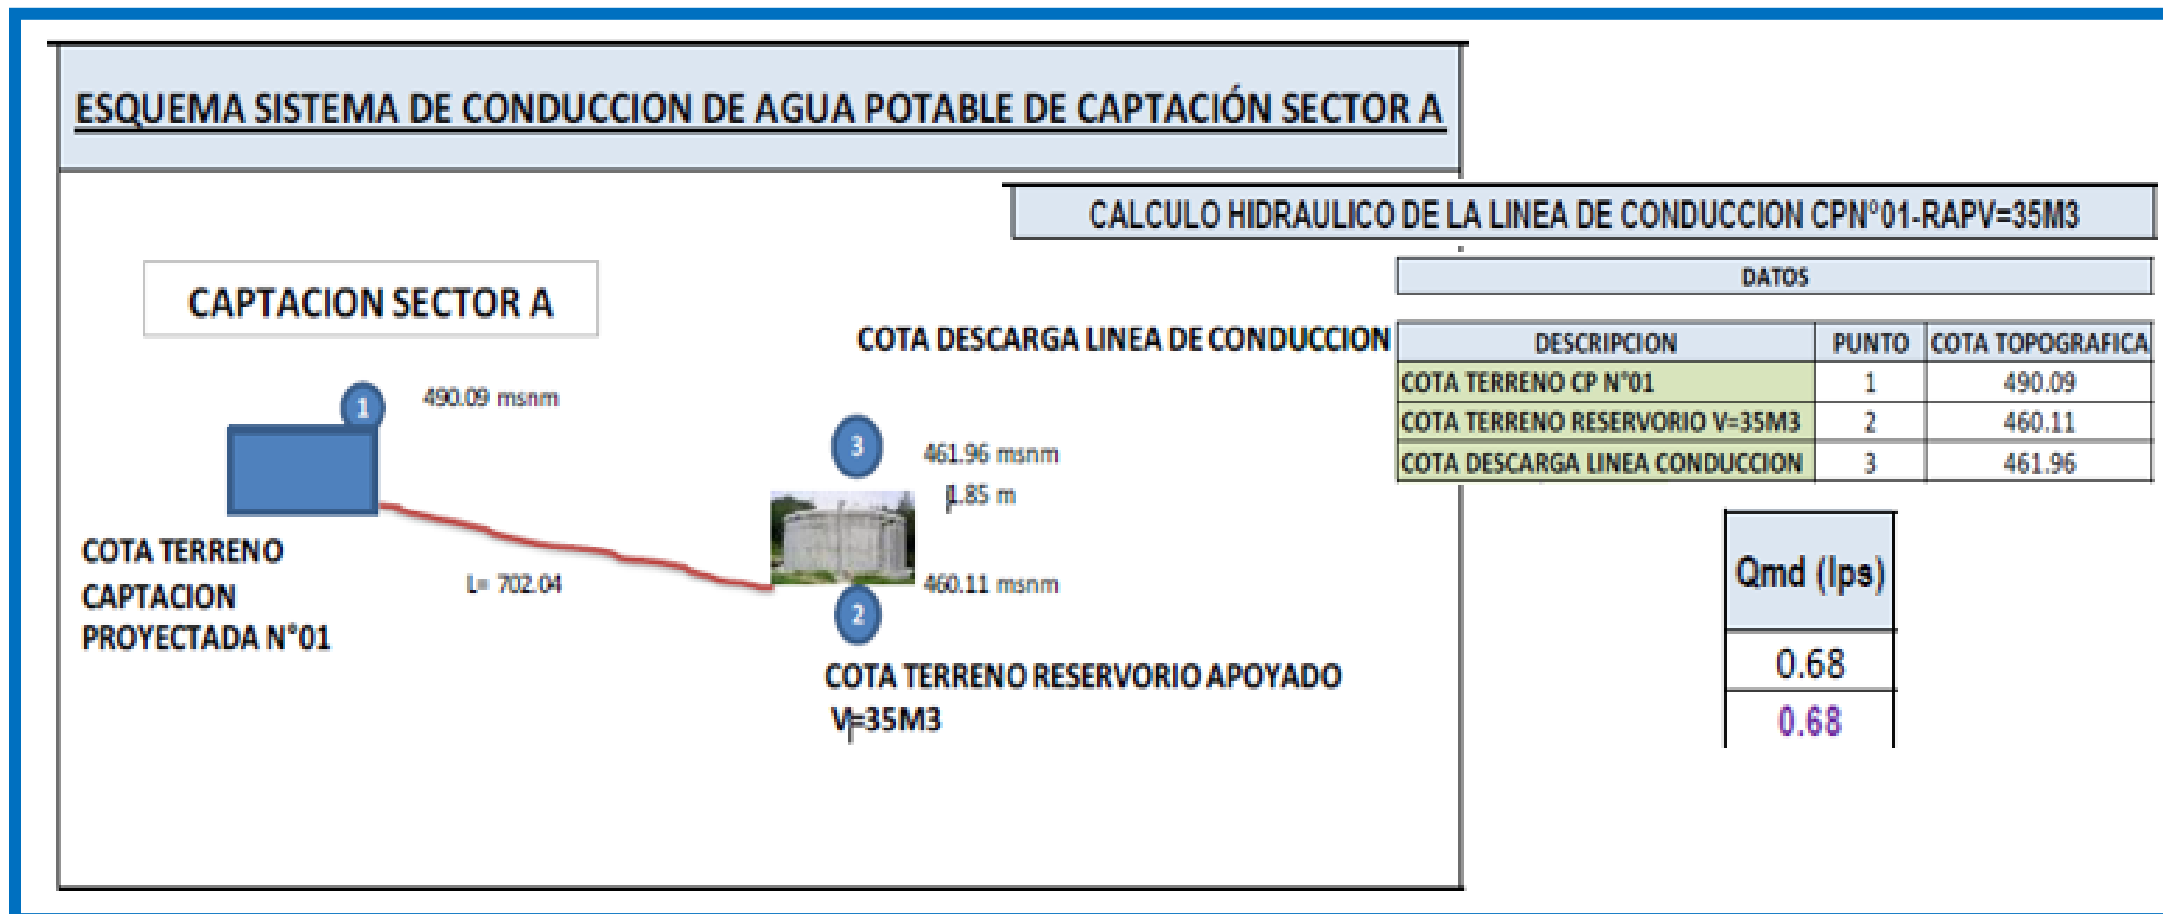 ESQUEMA SISTEMA DE CONDUCCION DE AGUA POTABLE DE CAPTACIÓN SECTOR A
CALCULO HIDRAULICO DE LA LINEA DE CONDUCCION CPN°01-RAPV=35M3
CAPTACION SECTOR A
1
490.09 msnm
COTA TERRENO
CAPTACION
PROYECTADA N°01
L= 702.04
COTA DESCARGA LINEA DE CONDUCCION
3
461.96 msnm
1.85 m
460.11 msnm
2
COTA TERRENO RESERVORIO APOYADO
V=35M3
DATOS
DESCRIPCION PUNTO COTA TOPOGRAFICA
COTA TERRENO CP N°01 1 490.09
COTA TERRENO RESERVORIO V=35M3 2 460.11
COTA DESCARGA LINEA CONDUCCION 3 461.96
Qmd (lps)
0.68
0.68